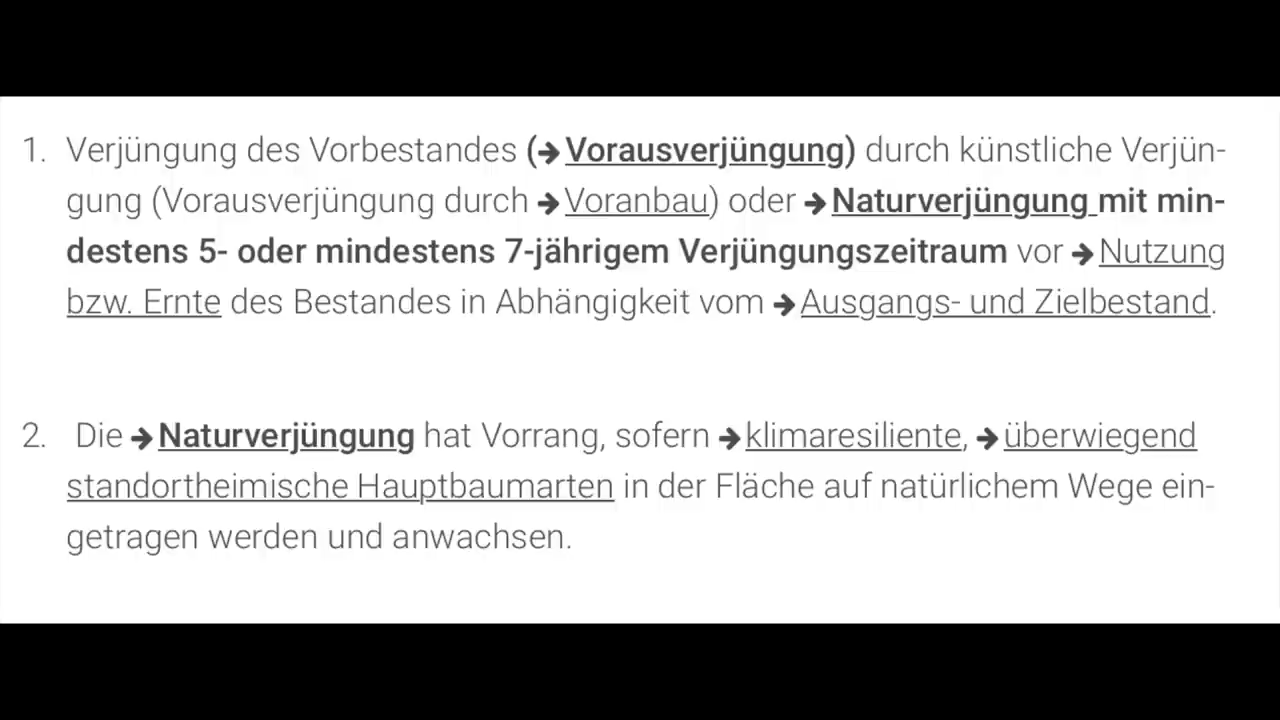 1. Verjüngung des Vorbestandes (➔Vorausverjüngung) durch künstliche Verjün-
gung (Vorausverjüngung durch ➔Voranbau) oder ➔Naturverjüngung mit min-
destens 5- oder mindestens 7-jährigem Verjüngungszeitraum vor ➔Nutzung
bzw. Ernte des Bestandes in Abhängigkeit vom ➔Ausgangs- und Zielbestand.
2. Die ➔Naturverjüngung hat Vorrang, sofern ➔klimaresiliente, ➔überwiegend
standortheimische Hauptbaumarten in der Fläche auf natürlichem Wege ein-
getragen werden und anwachsen.